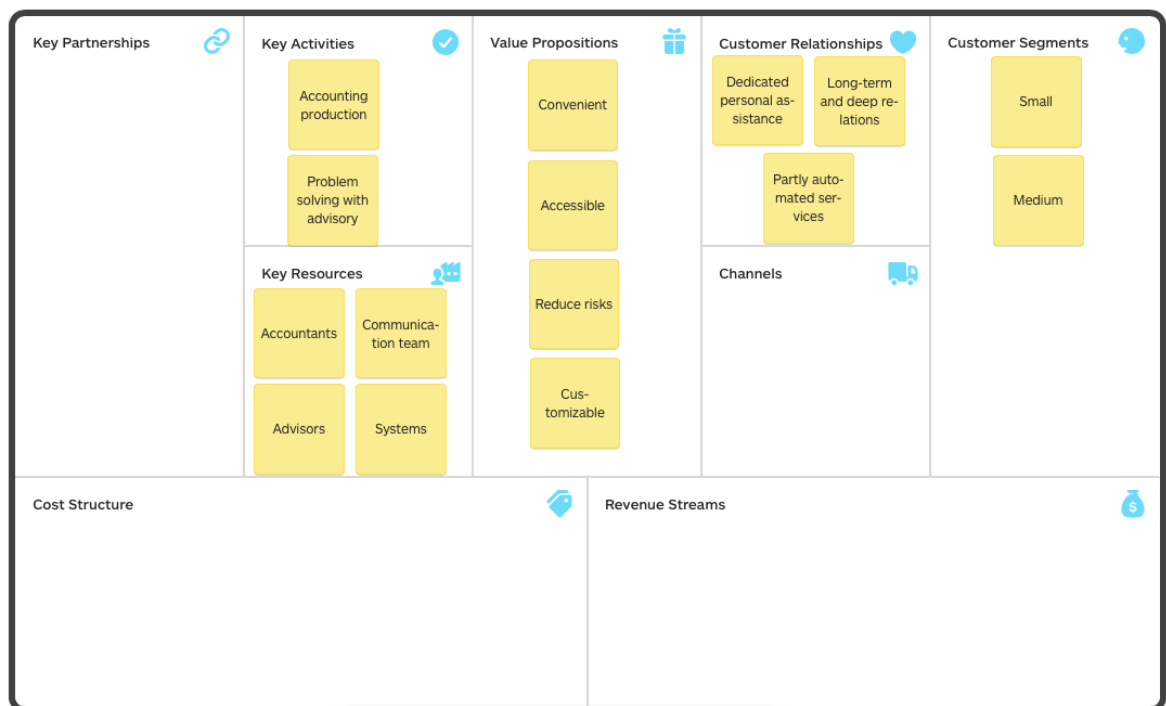 Key Partnerships
Key Activities
Accounting
production
Problem
solving with
advisory
Key Resources
Accountants
Communica-
tion team
Advisors
Systems
Value Propositions
Convenient
Accessible
Reduce risks
Cus-
tomizable
Customer Relationships
Dedicated
personal as-
sistance
Long-term
and deep re-
lations
Partly auto-
mated ser-
vices
Channels
Customer Segments
Small
Medium
Cost Structure
Revenue Streams
$